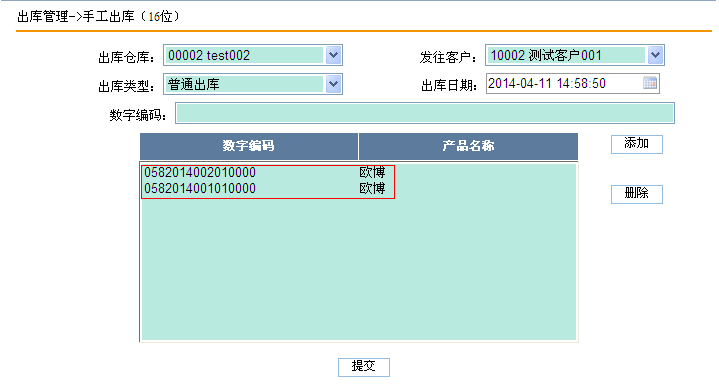 出库管理->手工出库（16位）
出库仓库： 00002 test002 发往客户： 10002 测试客户001
出库类型： 普通出库 出库日期： 2014-04-11 14:58:50
数字编码：
数字编码 产品名称 添加
0582014002010000 欧博
0582014001010000 欧博 删除
提交